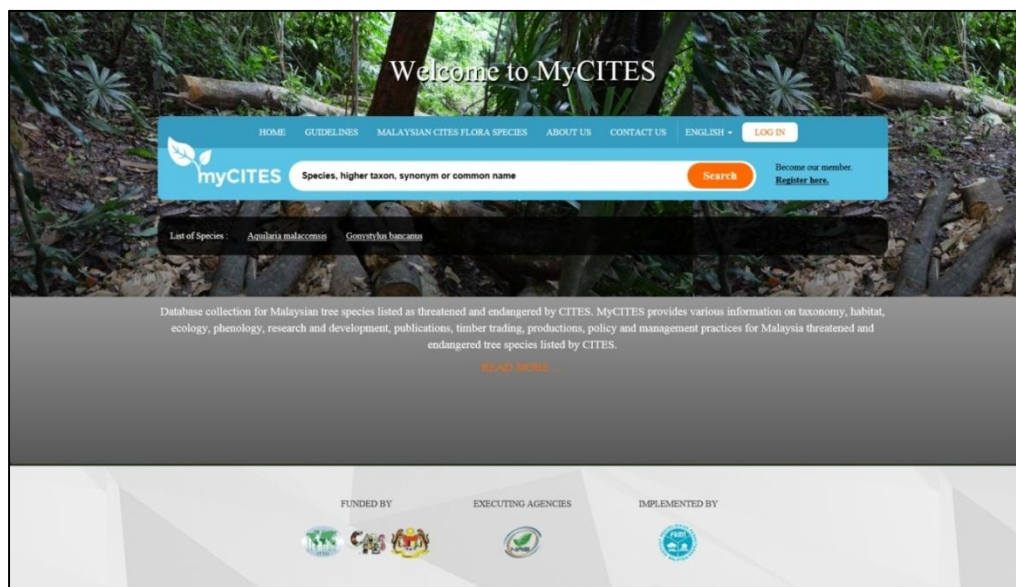 Welcome to MyCITES
HOME GUIDELINES MALAYSIAN CITES FLORA SPECIES ABOUT US CONTACT US ENGLISH LOG IN
myCITES
Species, higher taxon, synonym or common name
Search
Become our member.
Register here.
List of Species : Aquilaria malaccensis Gonystylus bancanus
Database collection for Malaysian tree species listed as threatened and endangered by CITES. MyCITES provides various information on taxonomy, habitat,
ecology, phenology, research and development, publications, timber trading, productions, policy and management practices for Malaysia threatened and
endangered tree species listed by CITES.
READ MORE ...
FUNDED BY EXECUTING AGENCIES IMPLEMENTED BY